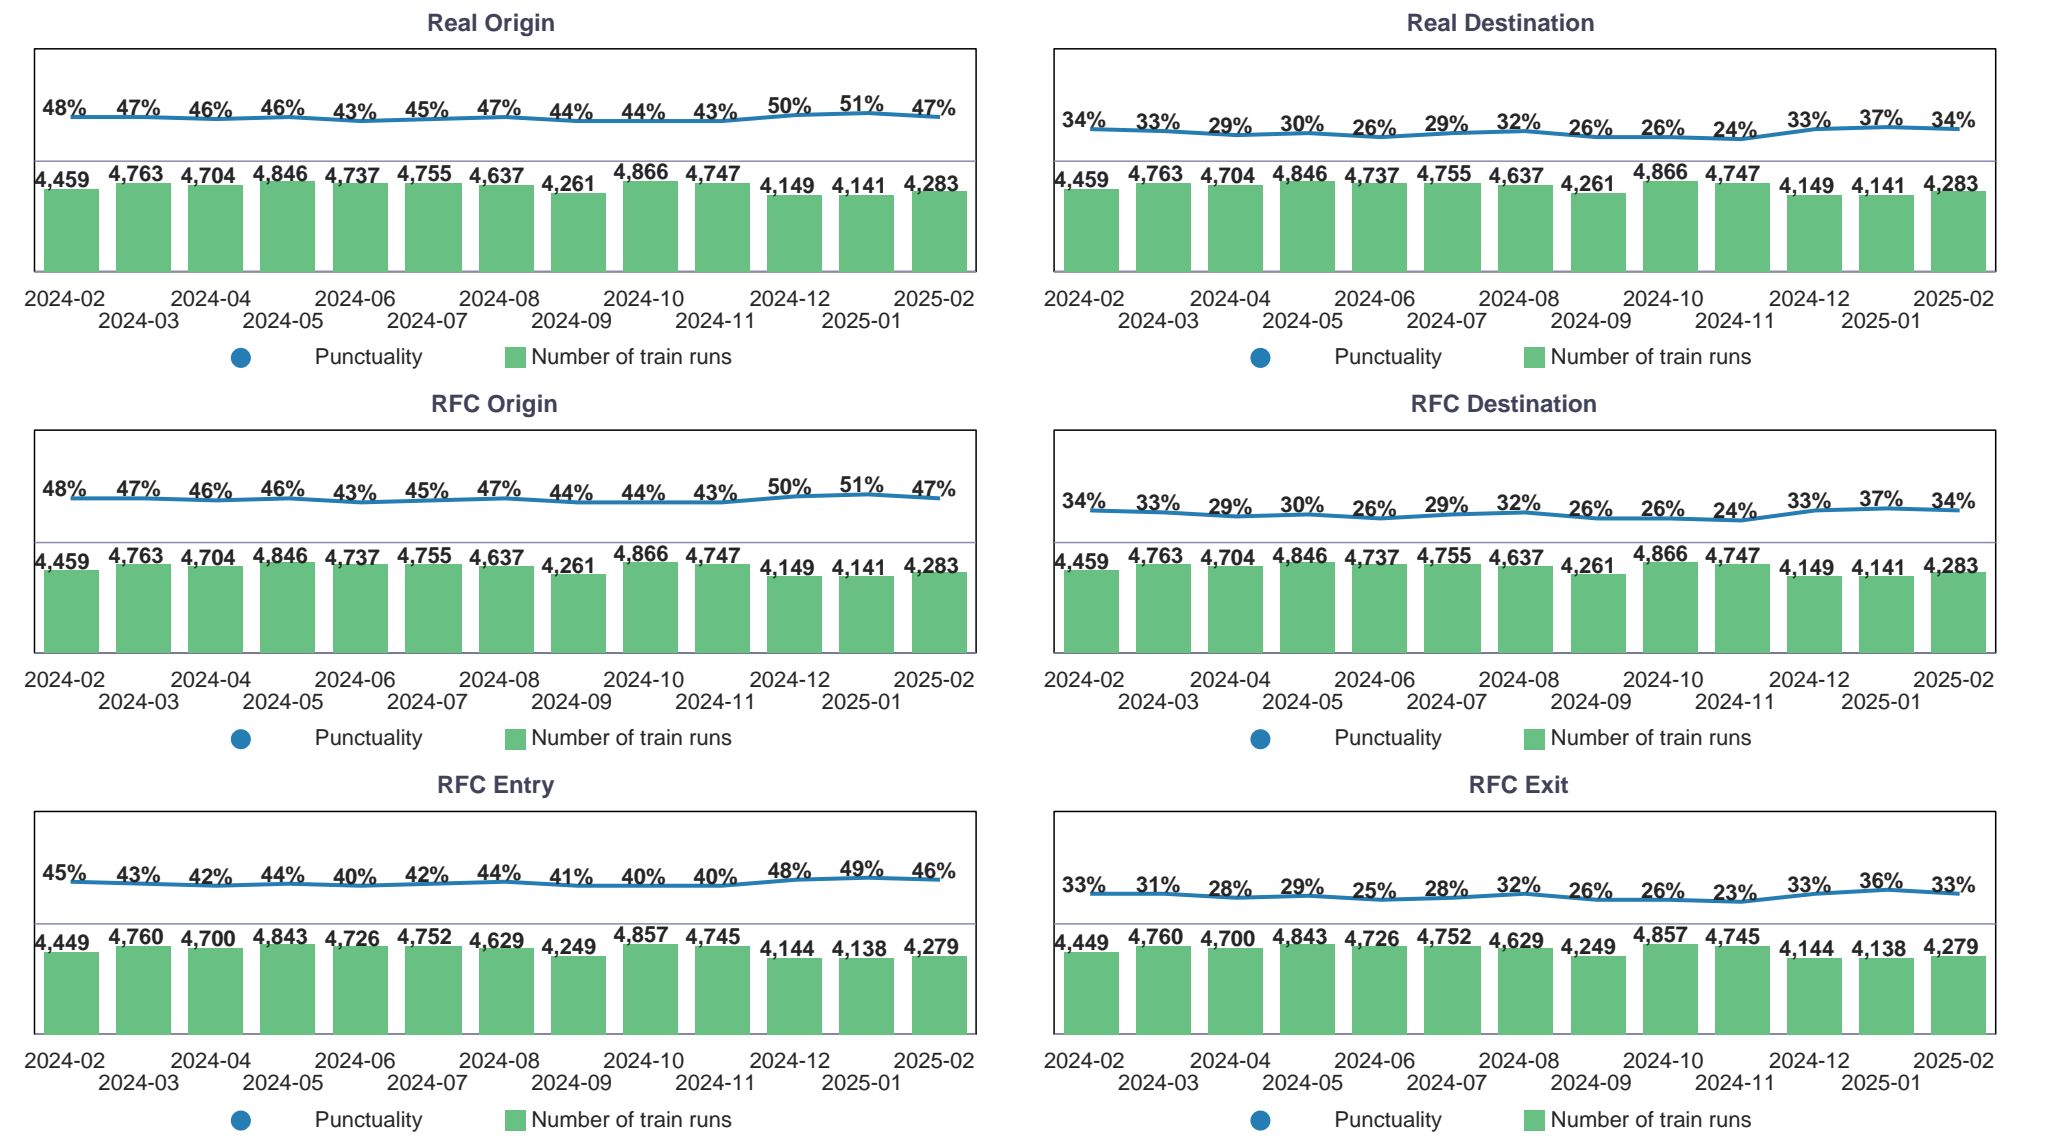 Real Origin
48% 47% 46% 46% 43% 45% 47% 44% 44% 43% 50% 51% 47%
4,459 4,763 4,704 4,846 4,737 4,755 4,637 4,261 4,866 4,747 4,149 4,141 4,283
2024-02 2024-03 2024-04 2024-05 2024-06 2024-07 2024-08 2024-09 2024-10 2024-11 2024-12 2025-01 2025-02
Punctuality Number of train runs
Real Destination
34% 33% 29% 30% 26% 29% 32% 26% 26% 24% 33% 37% 34%
4,459 4,763 4,704 4,846 4,737 4,755 4,637 4,261 4,866 4,747 4,149 4,141 4,283
2024-02 2024-03 2024-04 2024-05 2024-06 2024-07 2024-08 2024-09 2024-10 2024-11 2024-12 2025-01 2025-02
Punctuality Number of train runs
RFC Origin
48% 47% 46% 46% 43% 45% 47% 44% 44% 43% 50% 51% 47%
4,459 4,763 4,704 4,846 4,737 4,755 4,637 4,261 4,866 4,747 4,149 4,141 4,283
2024-02 2024-03 2024-04 2024-05 2024-06 2024-07 2024-08 2024-09 2024-10 2024-11 2024-12 2025-01 2025-02
Punctuality Number of train runs
RFC Destination
34% 33% 29% 30% 26% 29% 32% 26% 26% 24% 33% 37% 34%
4,459 4,763 4,704 4,846 4,737 4,755 4,637 4,261 4,866 4,747 4,149 4,141 4,283
2024-02 2024-03 2024-04 2024-05 2024-06 2024-07 2024-08 2024-09 2024-10 2024-11 2024-12 2025-01 2025-02
Punctuality Number of train runs
RFC Entry
45% 43% 42% 44% 40% 42% 44% 41% 40% 40% 48% 49% 46%
4,449 4,760 4,700 4,843 4,726 4,752 4,629 4,249 4,857 4,745 4,144 4,138 4,279
2024-02 2024-03 2024-04 2024-05 2024-06 2024-07 2024-08 2024-09 2024-10 2024-11 2024-12 2025-01 2025-02
Punctuality Number of train runs
RFC Exit
33% 31% 28% 29% 25% 28% 32% 26% 26% 23% 33% 36% 33%
4,449 4,760 4,700 4,843 4,726 4,752 4,629 4,249 4,857 4,745 4,144 4,138 4,279
2024-02 2024-03 2024-04 2024-05 2024-06 2024-07 2024-08 2024-09 2024-10 2024-11 2024-12 2025-01 2025-02
Punctuality Number of train runs